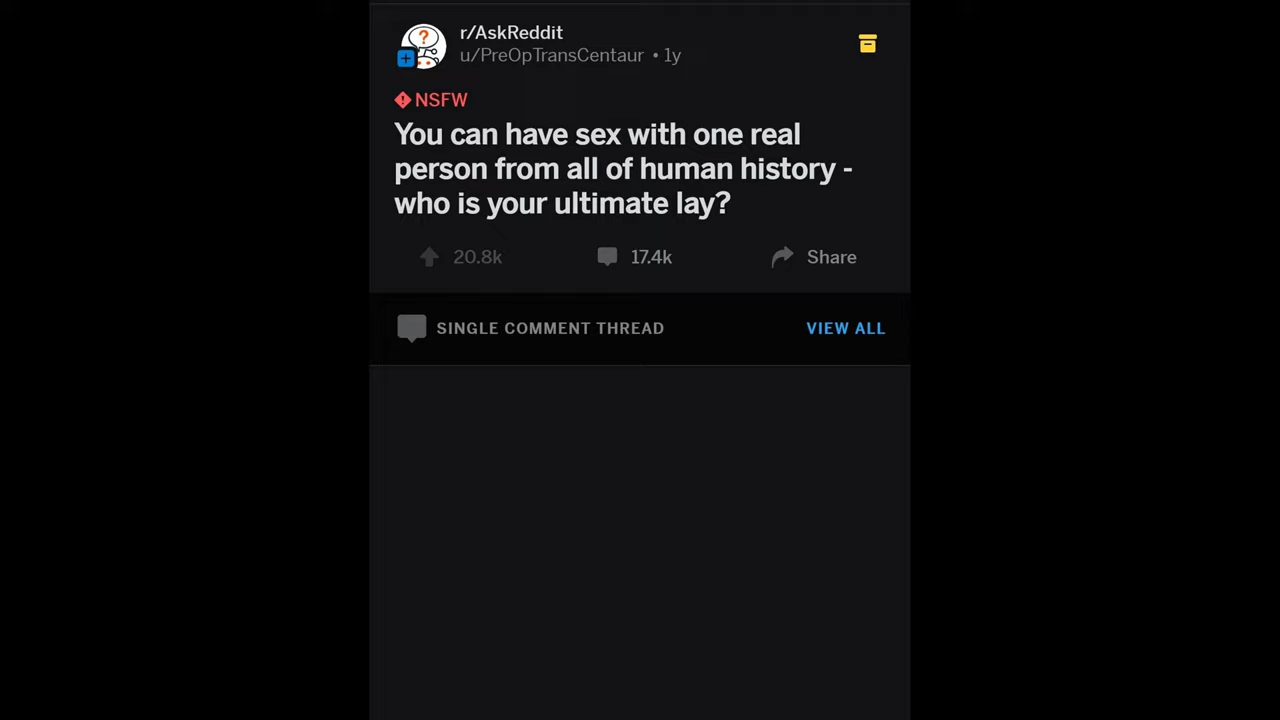 r/AskReddit
u/PreOpTransCentaur • 1y
NSFW
You can have sex with one real
person from all of human history -
who is your ultimate lay?
20.8k 17.4k Share
SINGLE COMMENT THREAD VIEW ALL